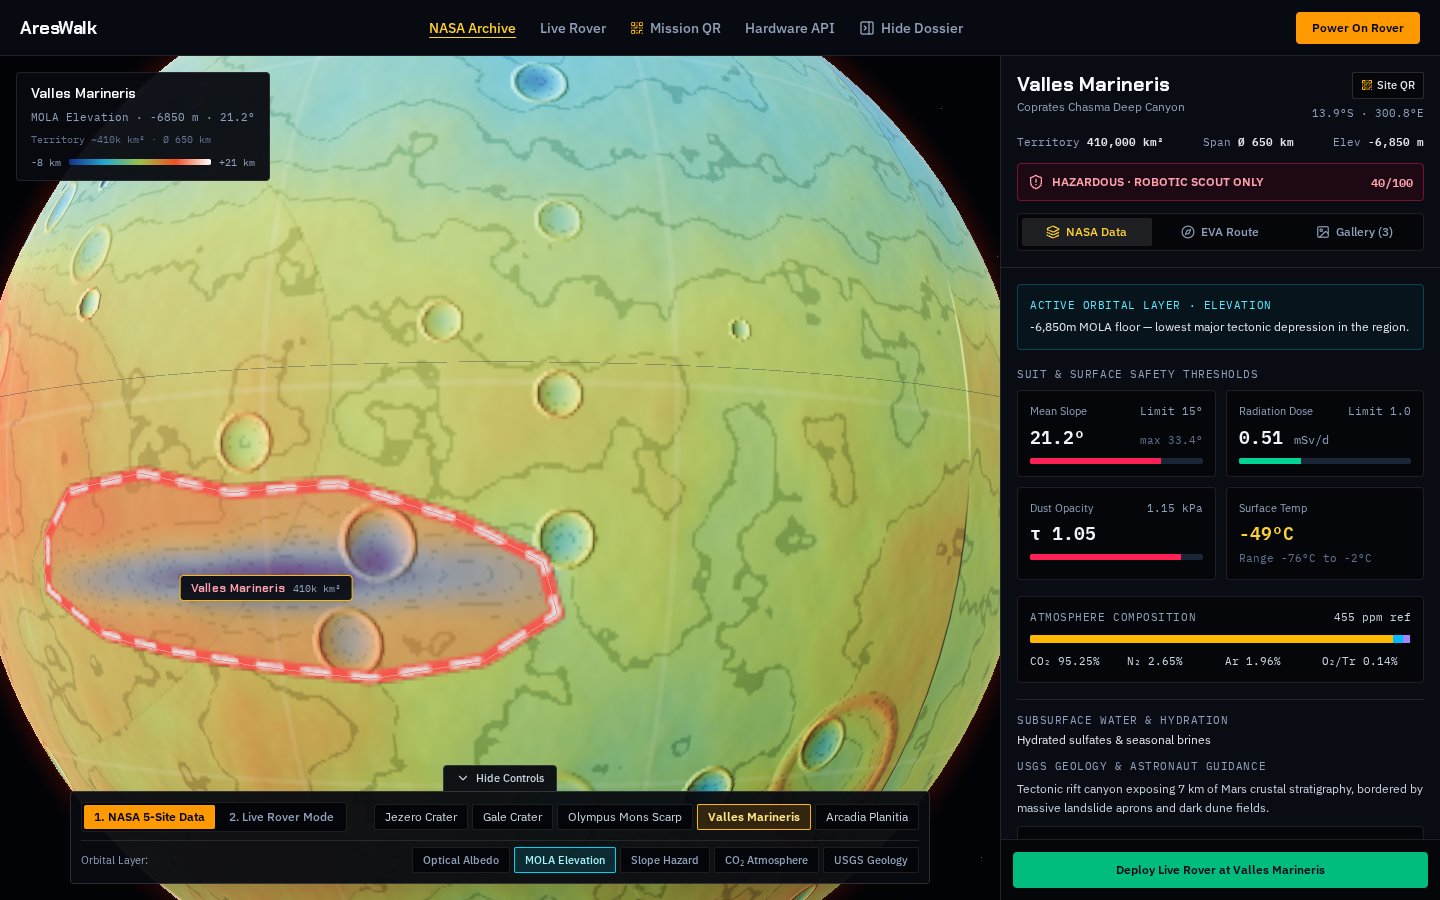 AresWalk
NASA Archive Live Rover Mission QR Hardware API Hide Dossier
Power On Rover
Valles Marineris
MOLA Elevation · -6850 m · 21.2°
Territory ~410k km² · Ø 650 km
-8 km +21 km
Valles Marineris 410k km²
Hide Controls
1. NASA 5-Site Data 2. Live Rover Mode Jezero Crater Gale Crater Olympus Mons Scarp Valles Marineris Arcadia Planitia
Orbital Layer: Optical Albedo MOLA Elevation Slope Hazard CO₂ Atmosphere USGS Geology
Valles Marineris Site QR
Coprates Chasma Deep Canyon 13.9°S · 300.8°E
Territory 410,000 km² Span Ø 650 km Elev -6,850 m
HAZARDOUS · ROBOTIC SCOUT ONLY 40/100
NASA Data EVA Route Gallery (3)
ACTIVE ORBITAL LAYER · ELEVATION
-6,850m MOLA floor — lowest major tectonic depression in the region.
SUIT & SURFACE SAFETY THRESHOLDS
Mean Slope Limit 15° Radiation Dose Limit 1.0
21.2° max 33.4° 0.51 mSv/d
Dust Opacity 1.15 kPa Surface Temp
τ 1.05 -49°C
Range -76°C to -2°C
ATMOSPHERE COMPOSITION 455 ppm ref
CO₂ 95.25% N₂ 2.65% Ar 1.96% O₂/Tr 0.14%
SUBSURFACE WATER & HYDRATION
Hydrated sulfates & seasonal brines
USGS GEOLOGY & ASTRONAUT GUIDANCE
Tectonic rift canyon exposing 7 km of Mars crustal stratigraphy, bordered by
massive landslide aprons and dark dune fields.
Deploy Live Rover at Valles Marineris